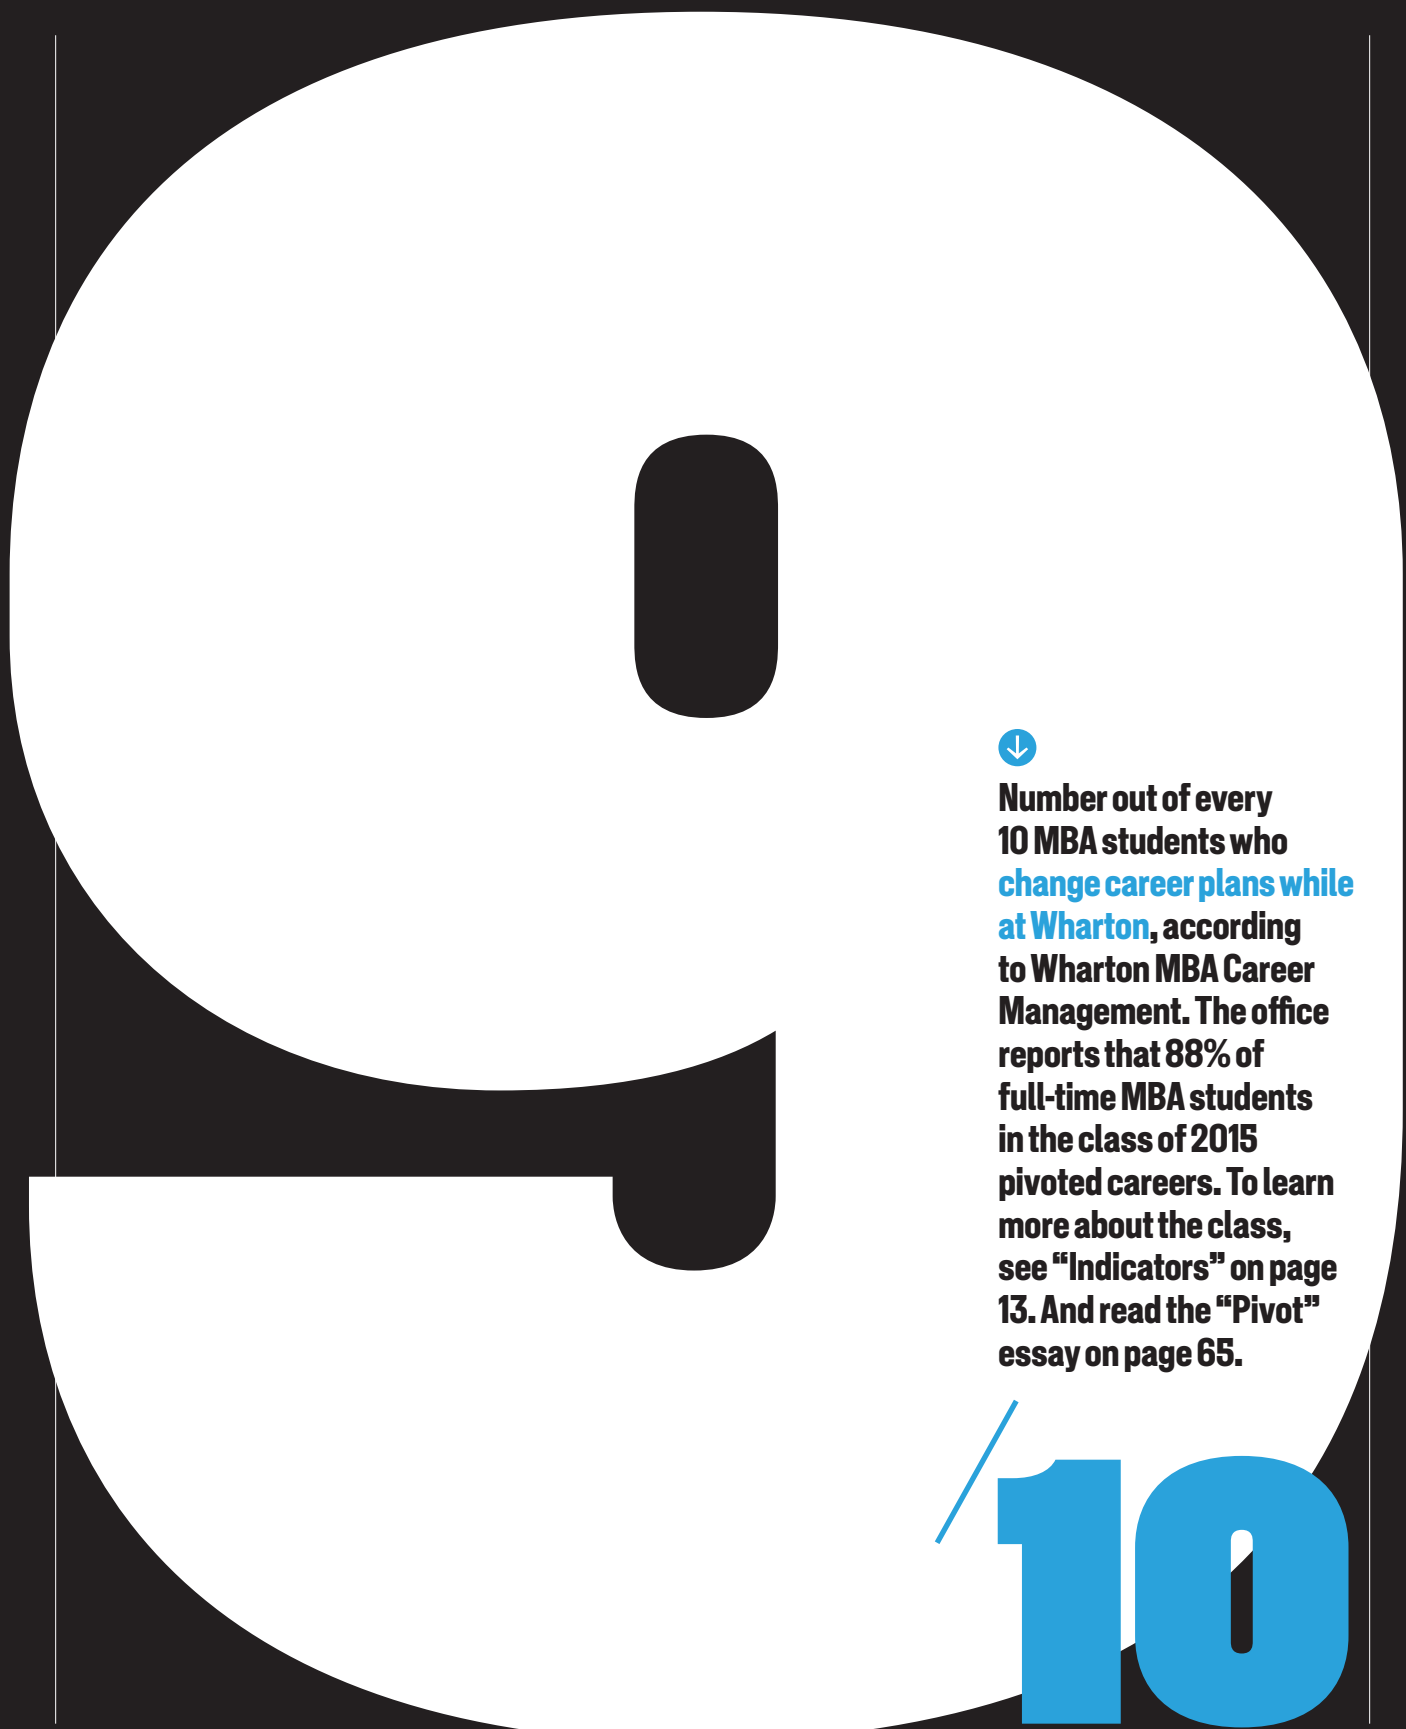 9
Number out of every
10 MBA students who
change career plans while
at Wharton, according
to Wharton MBA Career
Management. The office
reports that 88% of
full-time MBA students
in the class of 2015
pivoted careers. To learn
more about the class,
see “Indicators” on page
13. And read the “Pivot”
essay on page 65.
/10